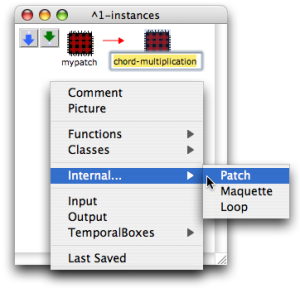 ^1-instances
mypatch
chord-multiplication
Comment
Picture
Functions
Classes
Internal...
Patch
Maquette
Loop
Input
Output
TemporalBoxes
Last Saved